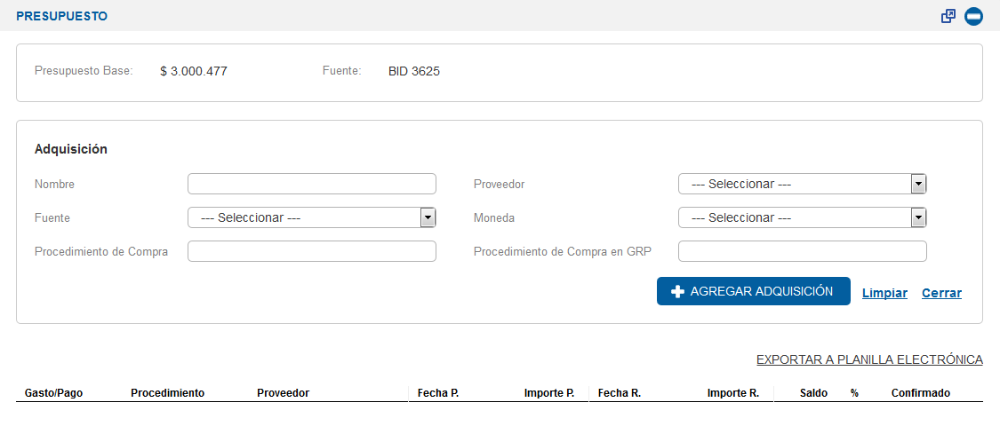 PRESUPUESTO
Presupuesto Base: $ 3.000.477 Fuente: BID 3625
Adquisición
Nombre Proveedor --- Seleccionar ---
Fuente --- Seleccionar --- Moneda --- Seleccionar ---
Procedimiento de Compra Procedimiento de Compra en GRP
AGREGAR ADQUISICIÓN Limpiar Cerrar
EXPORTAR A PLANILLA ELECTRÓNICA
Gasto/Pago Procedimiento Proveedor Fecha P. Importe P. Fecha R. Importe R. Saldo % Confirmado